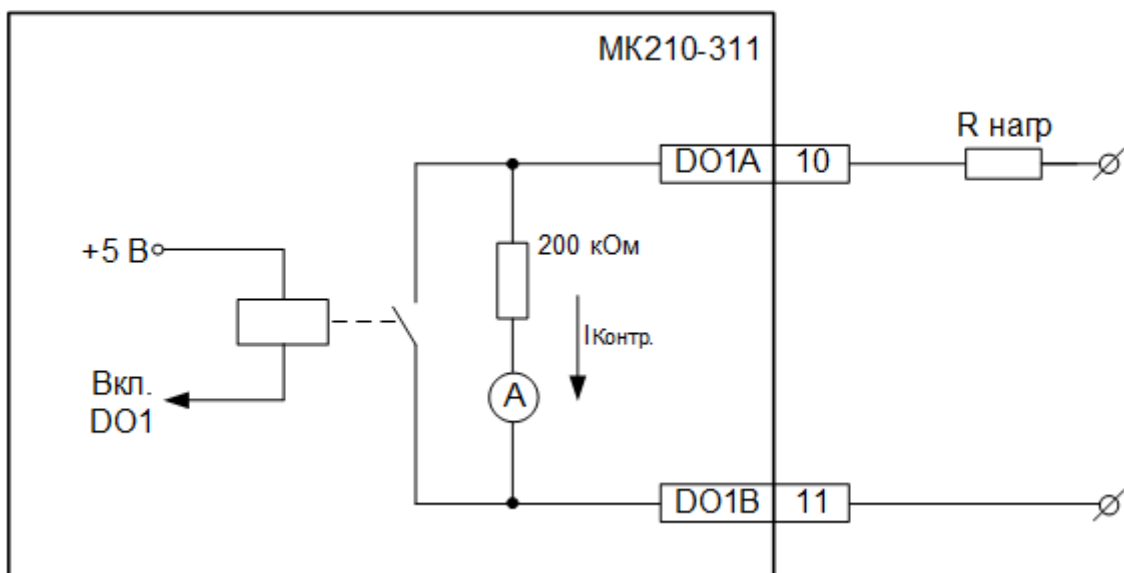 МК210-311
R нагр
DO1A 10
200 кОм
+5 В
Iконтр.
Вкл.
DO1
A
DO1B 11